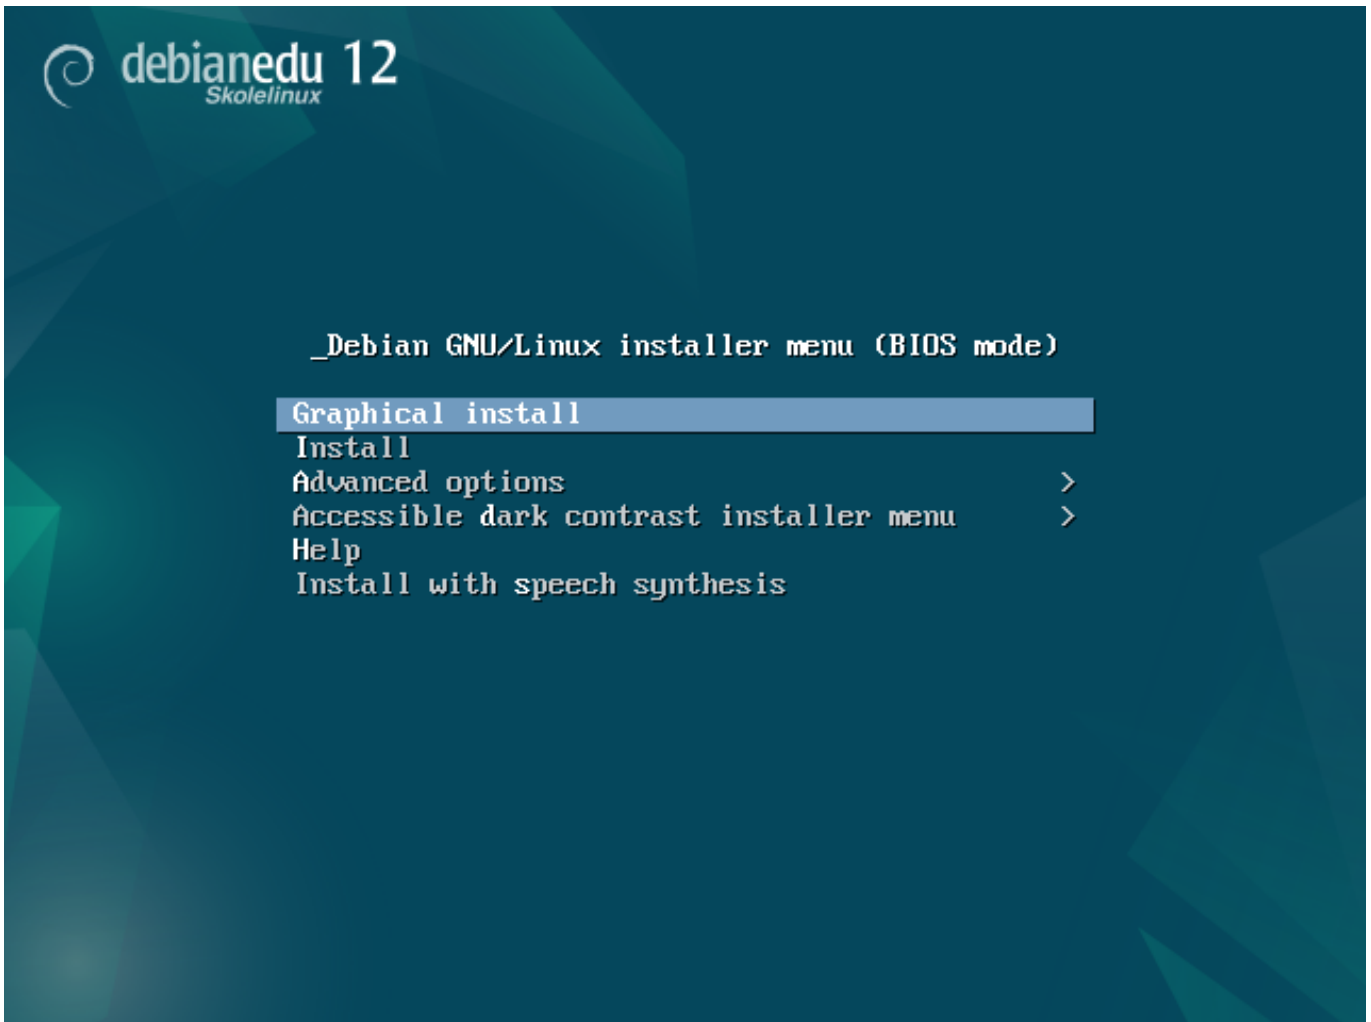 debianedu 12
Skolelinux
_Debian GNU/Linux installer menu (BIOS mode)
Graphical install
Install
Advanced options >
Accessible dark contrast installer menu >
Help
Install with speech synthesis